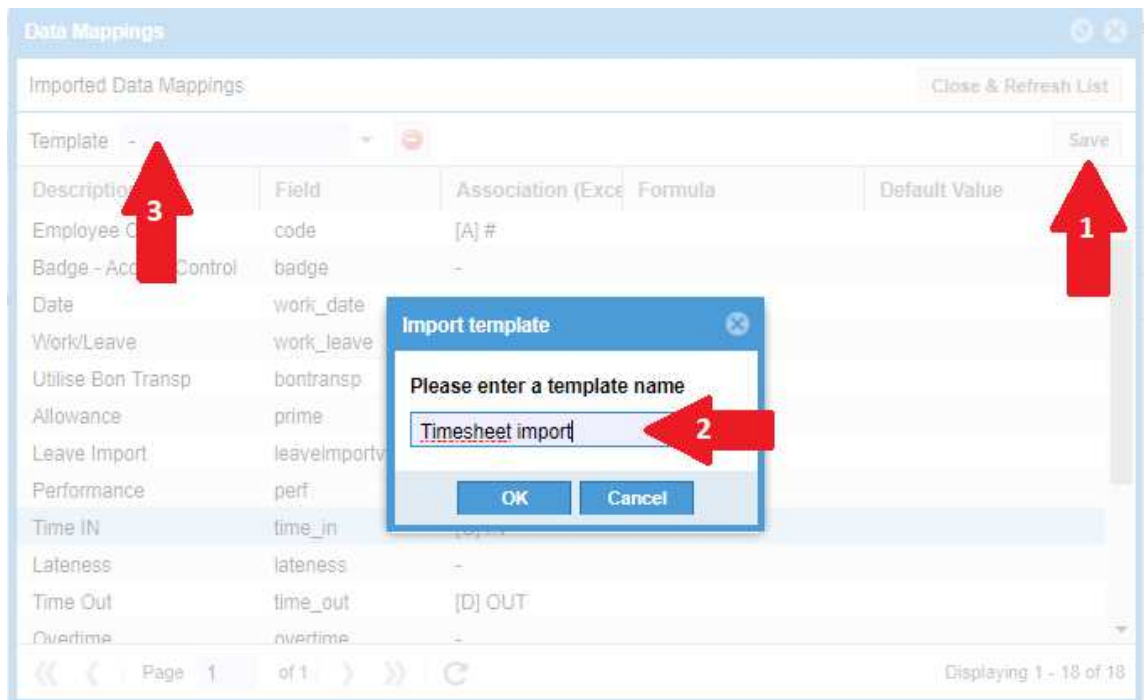 Data Mappings
Imported Data Mappings Close & Refresh List
Template - Save
Description Field Association (Exce Formula Default Value
3
1
Employee C code [A] #
Badge - Acc Control badge -
Date work_date
Work/Leave work_leave
Utilise Bon Transp bontransp
Allowance prime
Leave Import leaveimportv
Performance perf
Time IN time_in
Lateness lateness -
Time Out time_out [D] OUT
Overtime overtime -
Import template
Please enter a template name
Timesheet import
2
OK Cancel
Page 1 of 1 Displaying 1 - 18 of 18